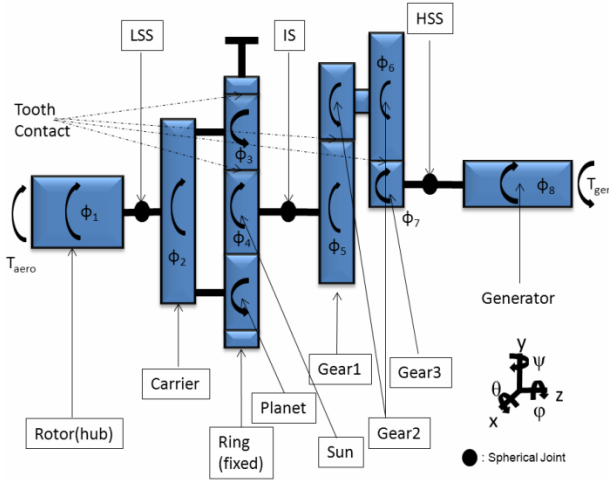 LSS
IS
HSS
Tooth
Contact
ϕ6
ϕ3
ϕ1
ϕ2
ϕ4
ϕ5
ϕ7
ϕ8
Taero
Tgen
Generator
Gear1
Gear3
Carrier
Planet
Rotor(hub)
Ring
(fixed)
Sun
Gear2
y
ψ
θ
z
x
φ
: Spherical Joint